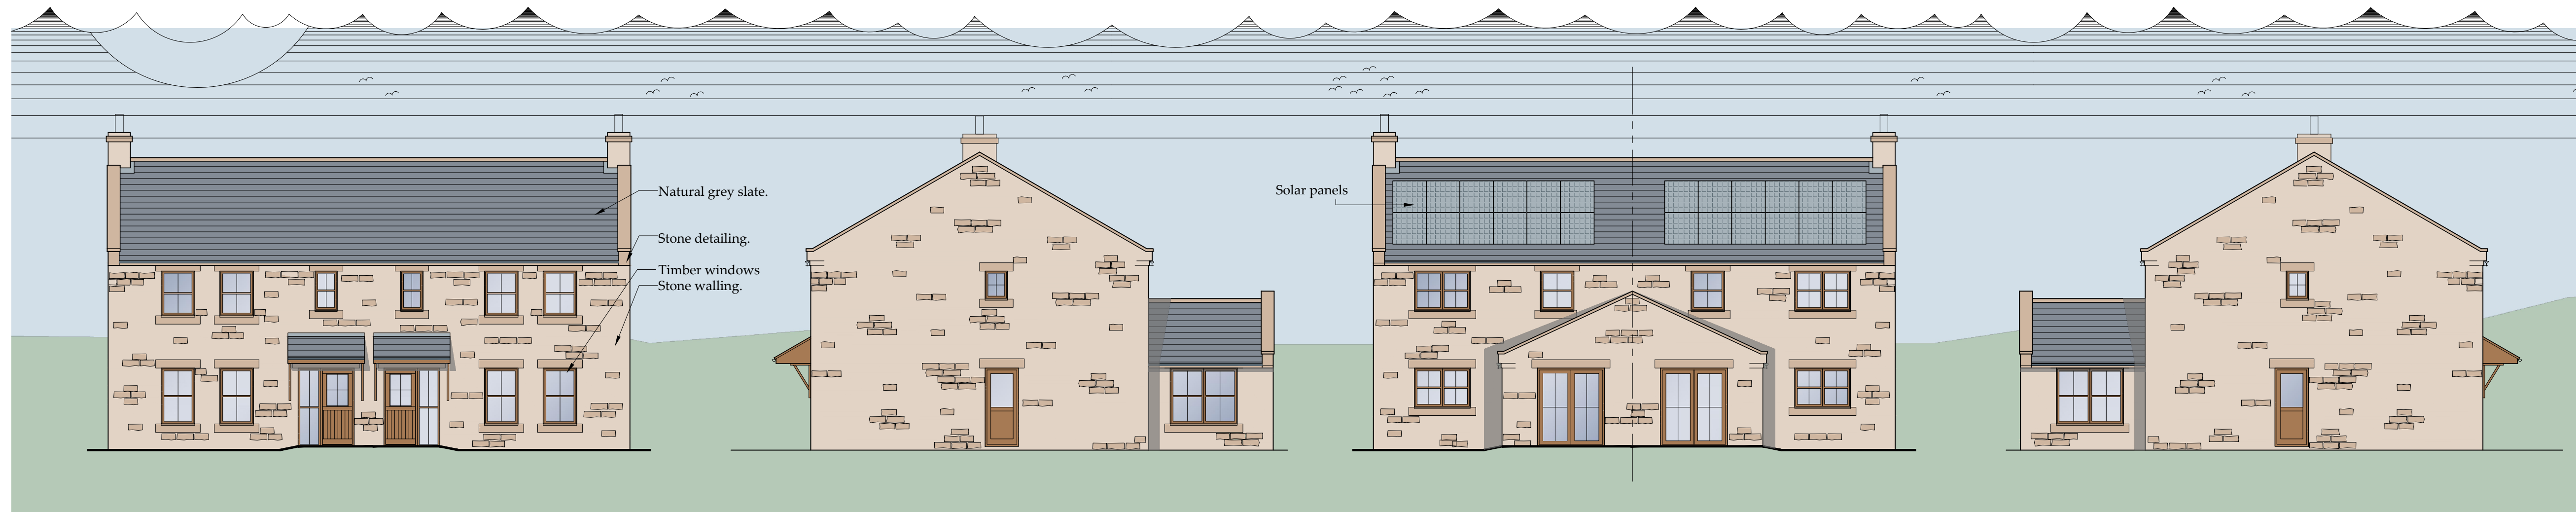 Natural grey slate.
Stone detailing.
Timber windows
Stone walling.
Solar panels